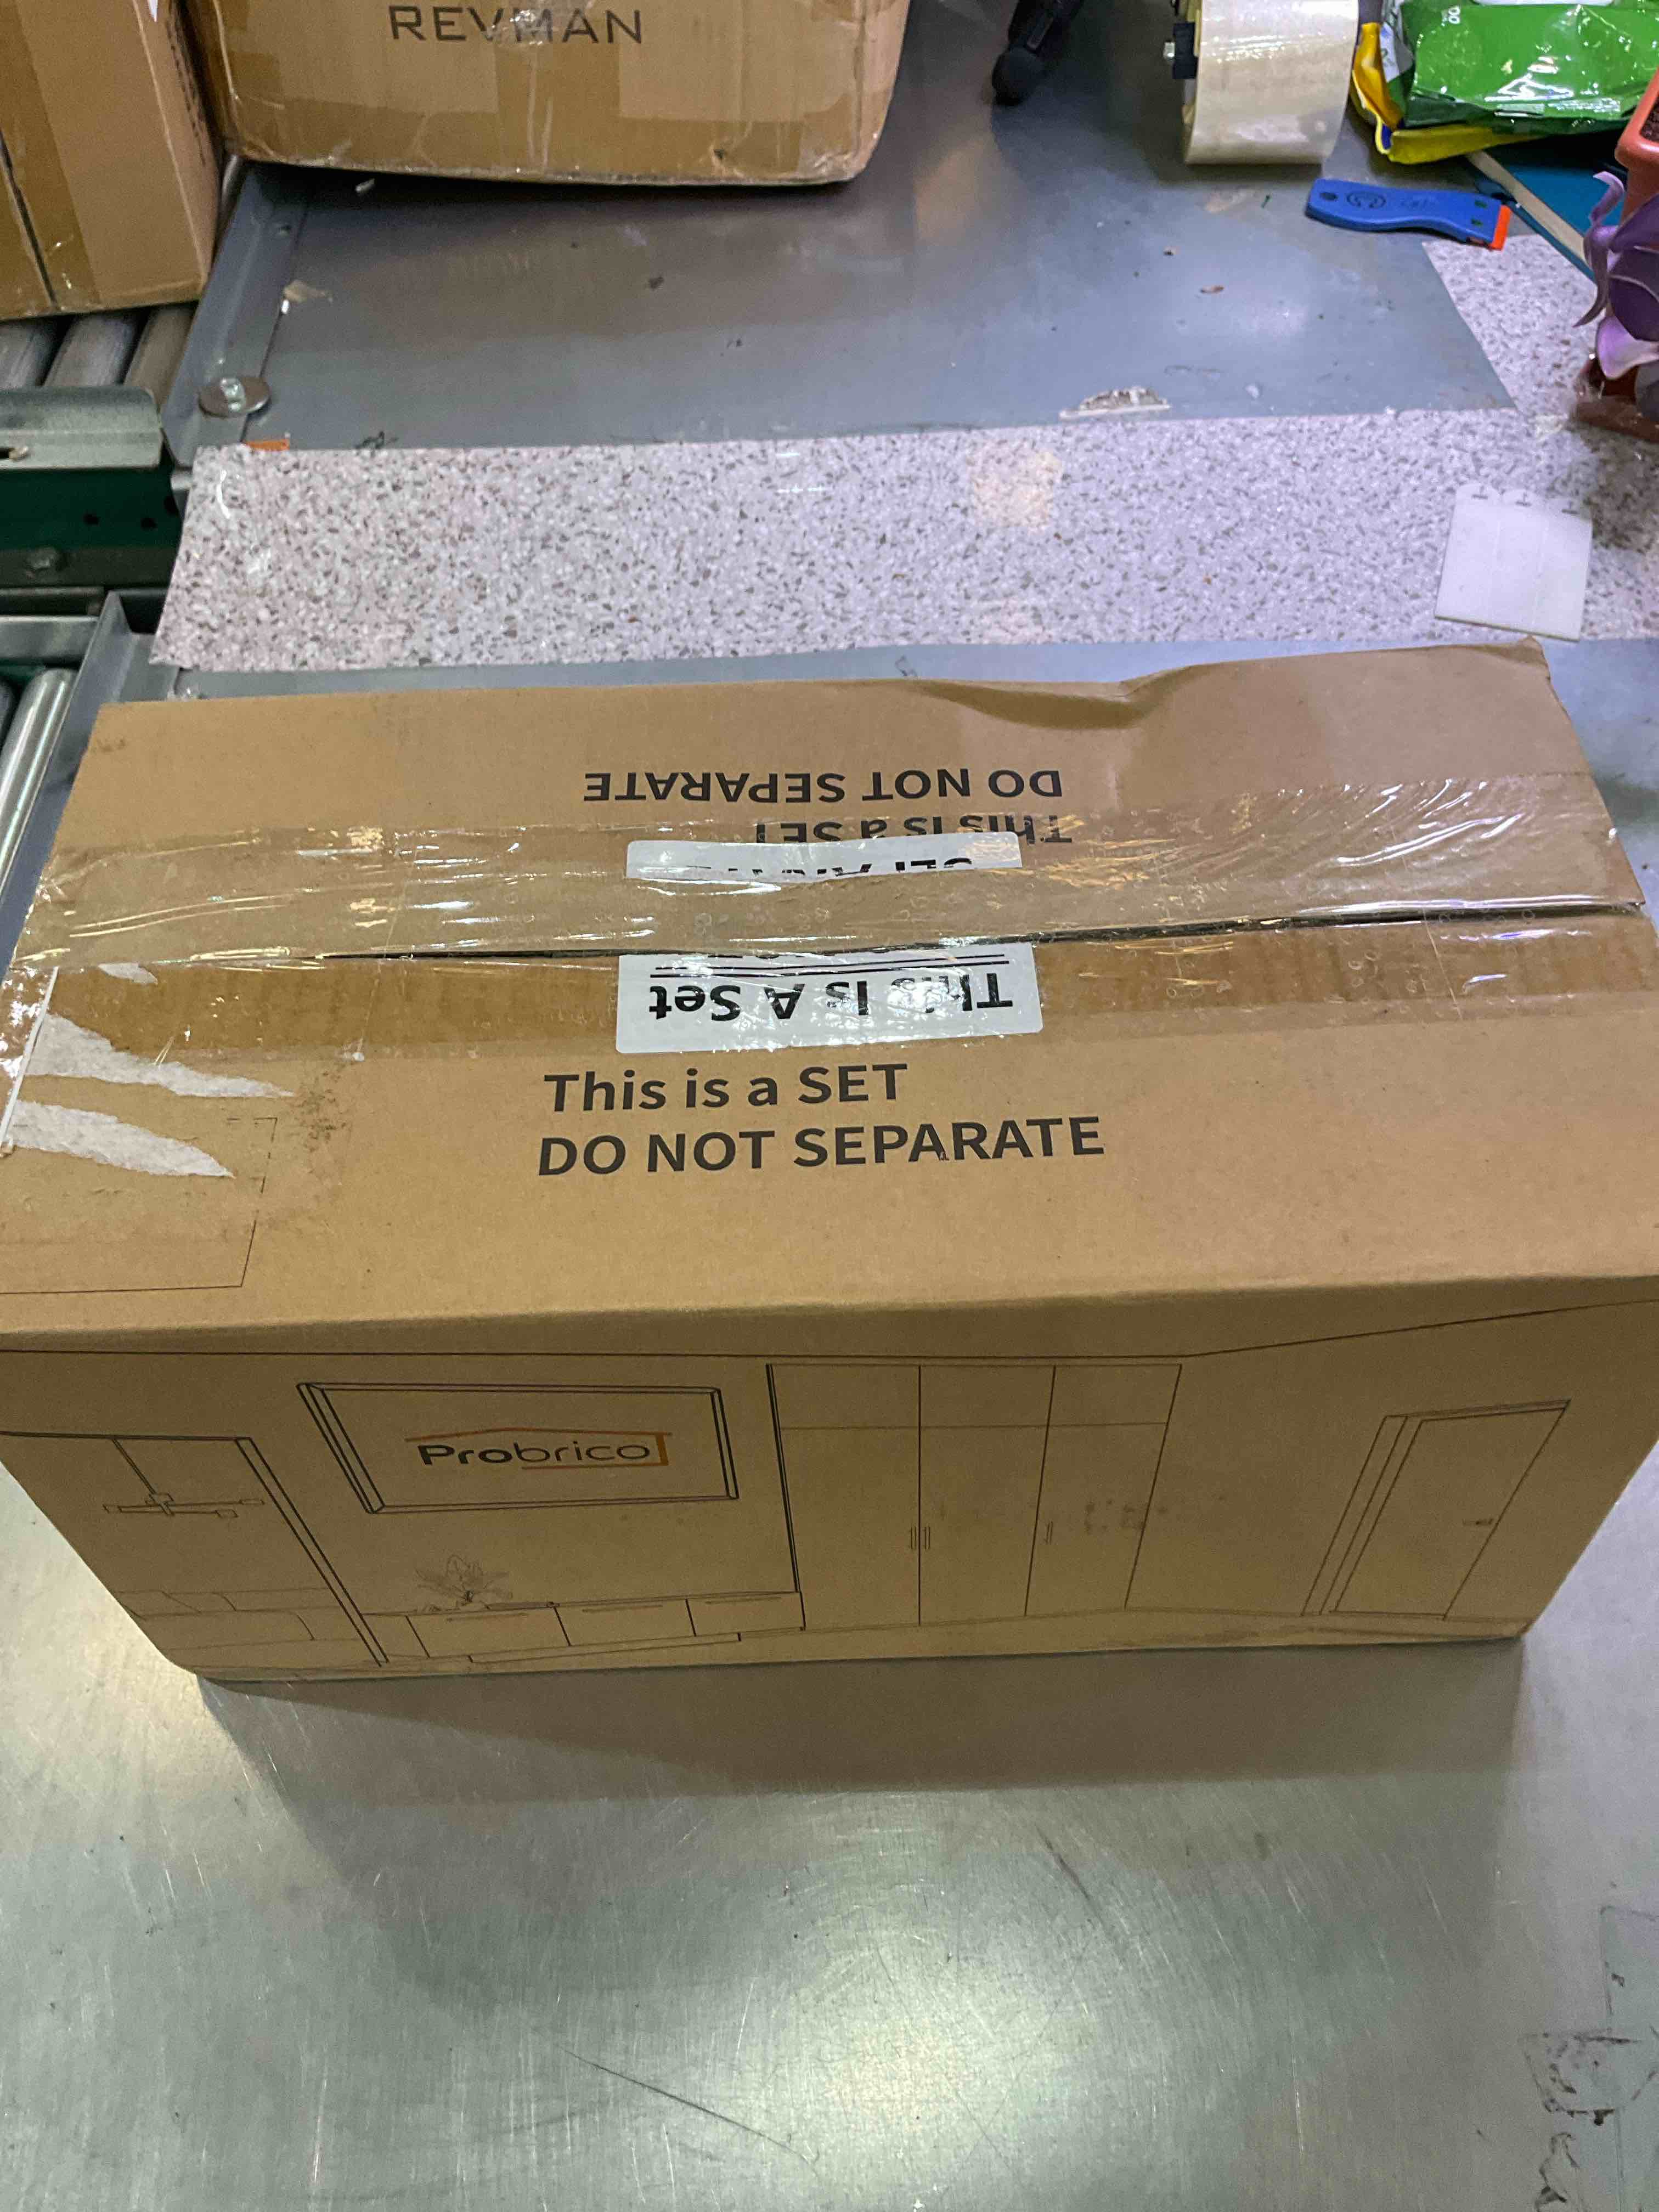 REVMAN
DO NOT SEPARATE
This is a SET
This Is A Set
This is a SET
DO NOT SEPARATE
Probrico